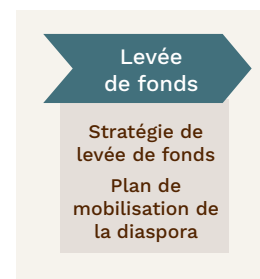 Levée
de fonds
Stratégie de
levée de fonds
Plan de
mobilisation de
la diaspora